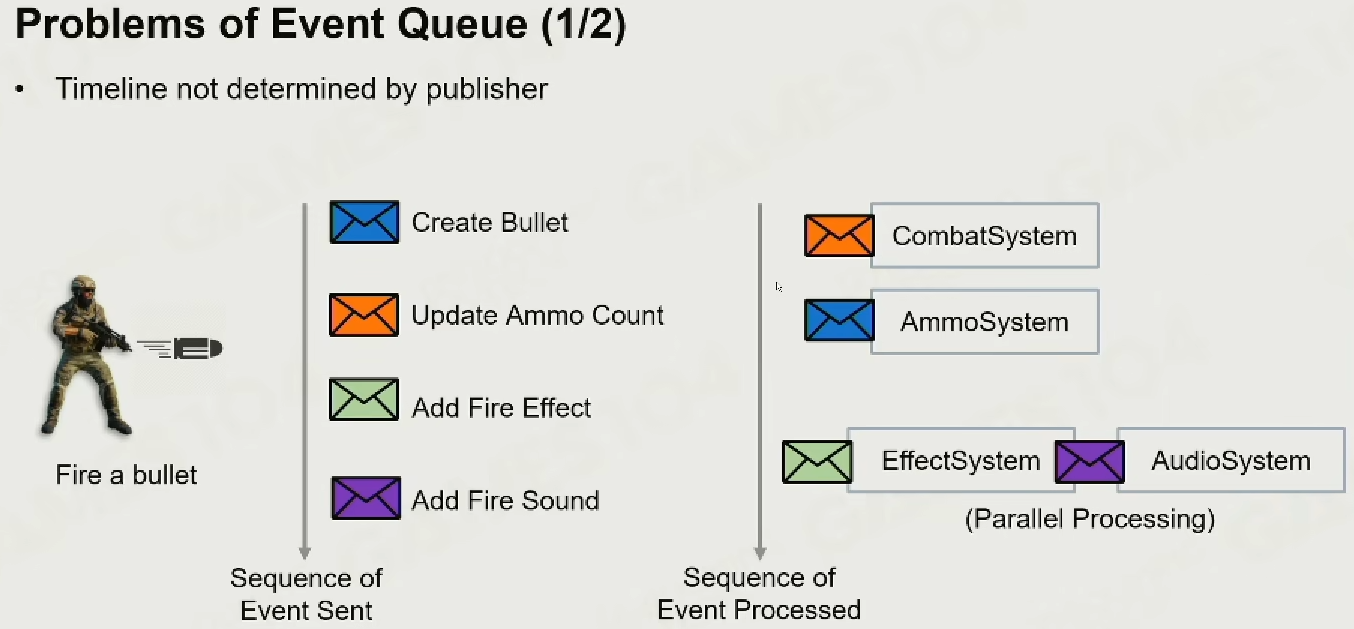 Problems of Event Queue (1/2)
• Timeline not determined by publisher
Fire a bullet
Create Bullet
Update Ammo Count
Add Fire Effect
Add Fire Sound
Sequence of
Event Sent
CombatSystem
AmmoSystem
EffectSystem
AudioSystem
(Parallel Processing)
Sequence of
Event Processed
GAMES104